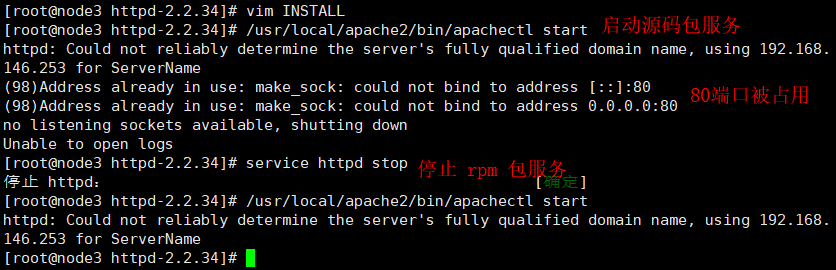 [root@node3 httpd-2.2.34]# vim INSTALL
[root@node3 httpd-2.2.34]# /usr/local/apache2/bin/apachectl start 启动源码包服务
httpd: Could not reliably determine the server's fully qualified domain name, using 192.168.
146.253 for ServerName
(98)Address already in use: make_sock: could not bind to address [::]:80
(98)Address already in use: make_sock: could not bind to address 0.0.0.0:80 80端口被占用
no listening sockets available, shutting down
Unable to open logs
[root@node3 httpd-2.2.34]# service httpd stop 停止 rpm 包服务
停止 httpd: [确定]
[root@node3 httpd-2.2.34]# /usr/local/apache2/bin/apachectl start
httpd: Could not reliably determine the server's fully qualified domain name, using 192.168.
146.253 for ServerName
[root@node3 httpd-2.2.34]#